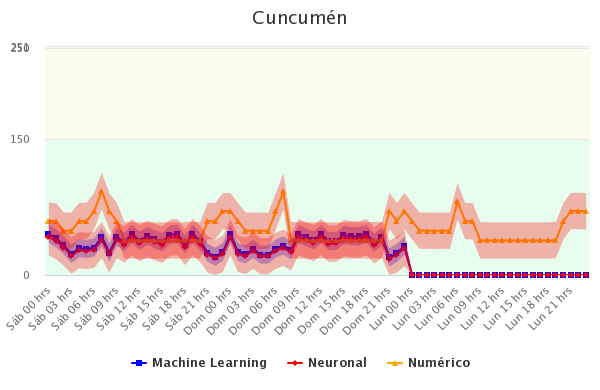 Cuncumén
250
150
0
Sáb 00 hrs
Sáb 03 hrs
Sáb 06 hrs
Sáb 09 hrs
Sáb 12 hrs
Sáb 15 hrs
Sáb 18 hrs
Sáb 21 hrs
Dom 00 hrs
Dom 03 hrs
Dom 06 hrs
Dom 09 hrs
Dom 12 hrs
Dom 15 hrs
Dom 18 hrs
Dom 21 hrs
Lun 00 hrs
Lun 03 hrs
Lun 06 hrs
Lun 09 hrs
Lun 12 hrs
Lun 15 hrs
Lun 18 hrs
Lun 21 hrs
Machine Learning Neuronal Numérico